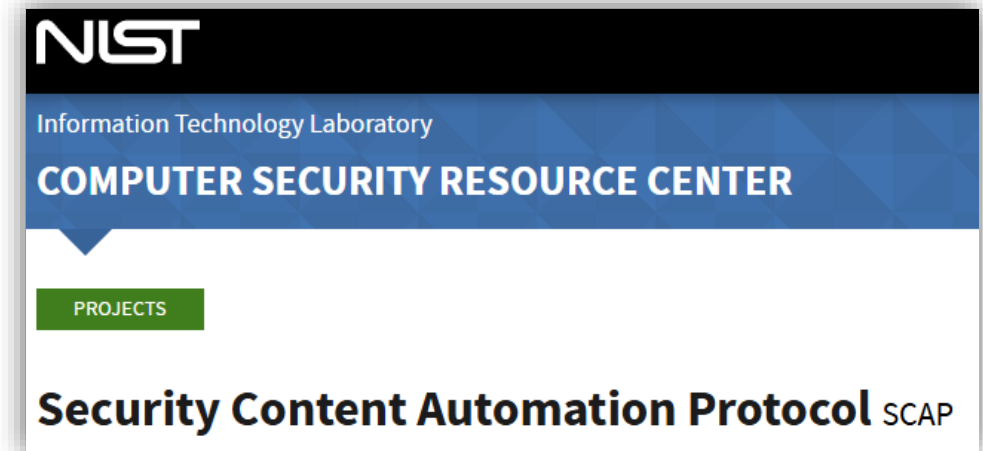 NIST
Information Technology Laboratory
COMPUTER SECURITY RESOURCE CENTER
PROJECTS
Security Content Automation Protocol SCAP